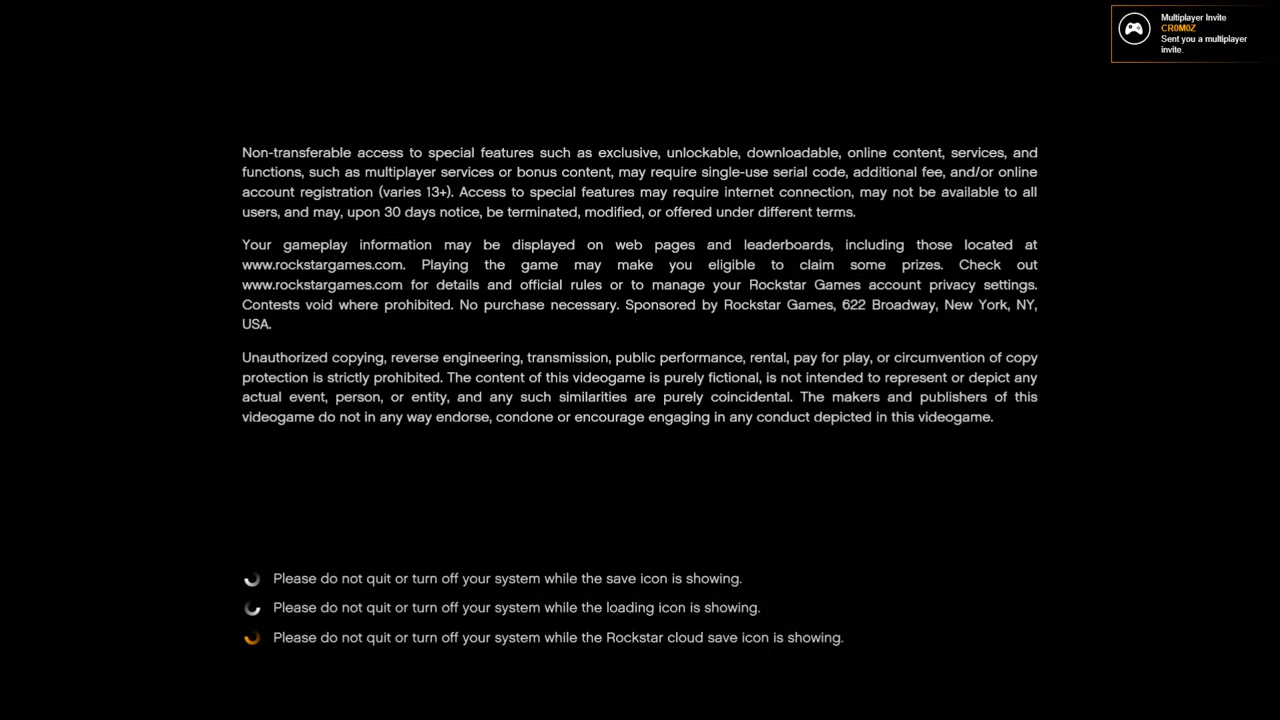 Multiplayer Invite
CR0M0Z
Sent you a multiplayer
invite.
Non-transferable access to special features such as exclusive, unlockable, downloadable, online content, services, and
functions, such as multiplayer services or bonus content, may require single-use serial code, additional fee, and/or online
account registration (varies 13+). Access to special features may require internet connection, may not be available to all
users, and may, upon 30 days notice, be terminated, modified, or offered under different terms.
Your gameplay information may be displayed on web pages and leaderboards, including those located at
www.rockstargames.com. Playing the game may make you eligible to claim some prizes. Check out
www.rockstargames.com for details and official rules or to manage your Rockstar Games account privacy settings.
Contests void where prohibited. No purchase necessary. Sponsored by Rockstar Games, 622 Broadway, New York, NY,
USA.
Unauthorized copying, reverse engineering, transmission, public performance, rental, pay for play, or circumvention of copy
protection is strictly prohibited. The content of this videogame is purely fictional, is not intended to represent or depict any
actual event, person, or entity, and any such similarities are purely coincidental. The makers and publishers of this
videogame do not in any way endorse, condone or encourage engaging in any conduct depicted in this videogame.
Please do not quit or turn off your system while the save icon is showing.
Please do not quit or turn off your system while the loading icon is showing.
Please do not quit or turn off your system while the Rockstar cloud save icon is showing.